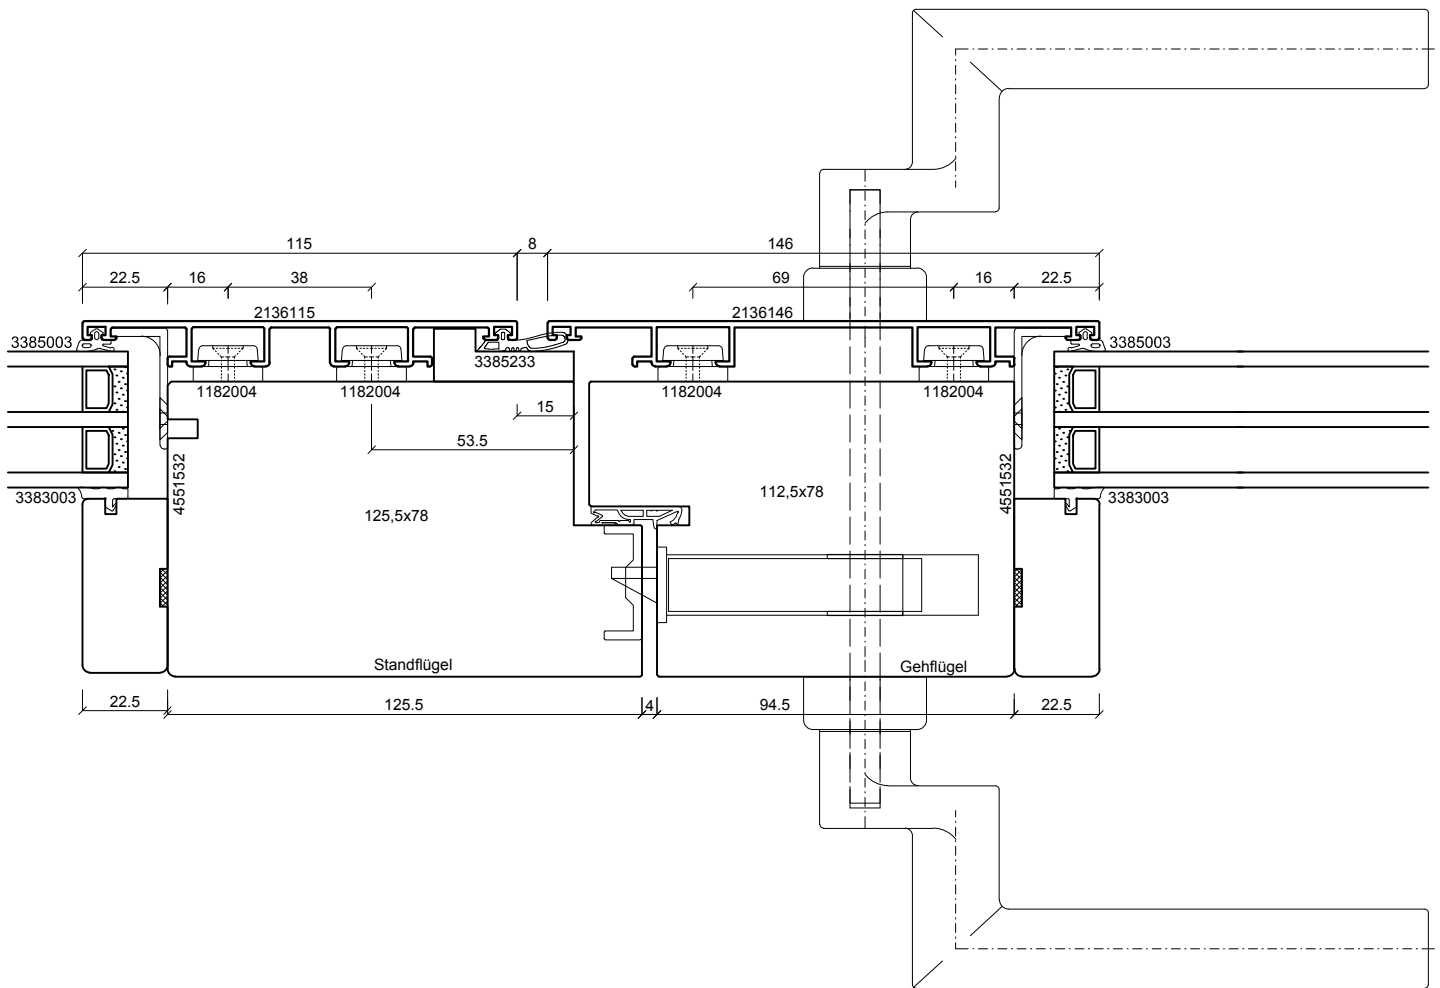 115 8 146
22.5 16 38 69 16 22.5
2136115 2136146
3385003 3385233 3385003
1182004 1182004 1182004 1182004
15
53.5
4551532 4551532
3383003 112,5x78 3383003
125,5x78
Standflügel Gehflügel
22.5 125.5 4 94.5 22.5